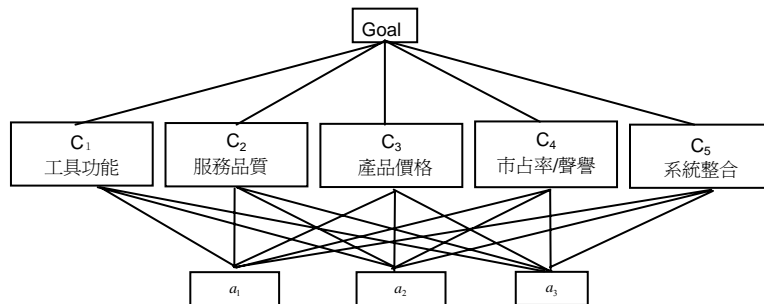 Goal
C₁
工具功能
C₂
服務品質
C₃
產品價格
C₄
市占率/聲譽
C₅
系統整合
a₁
a₂
a₃